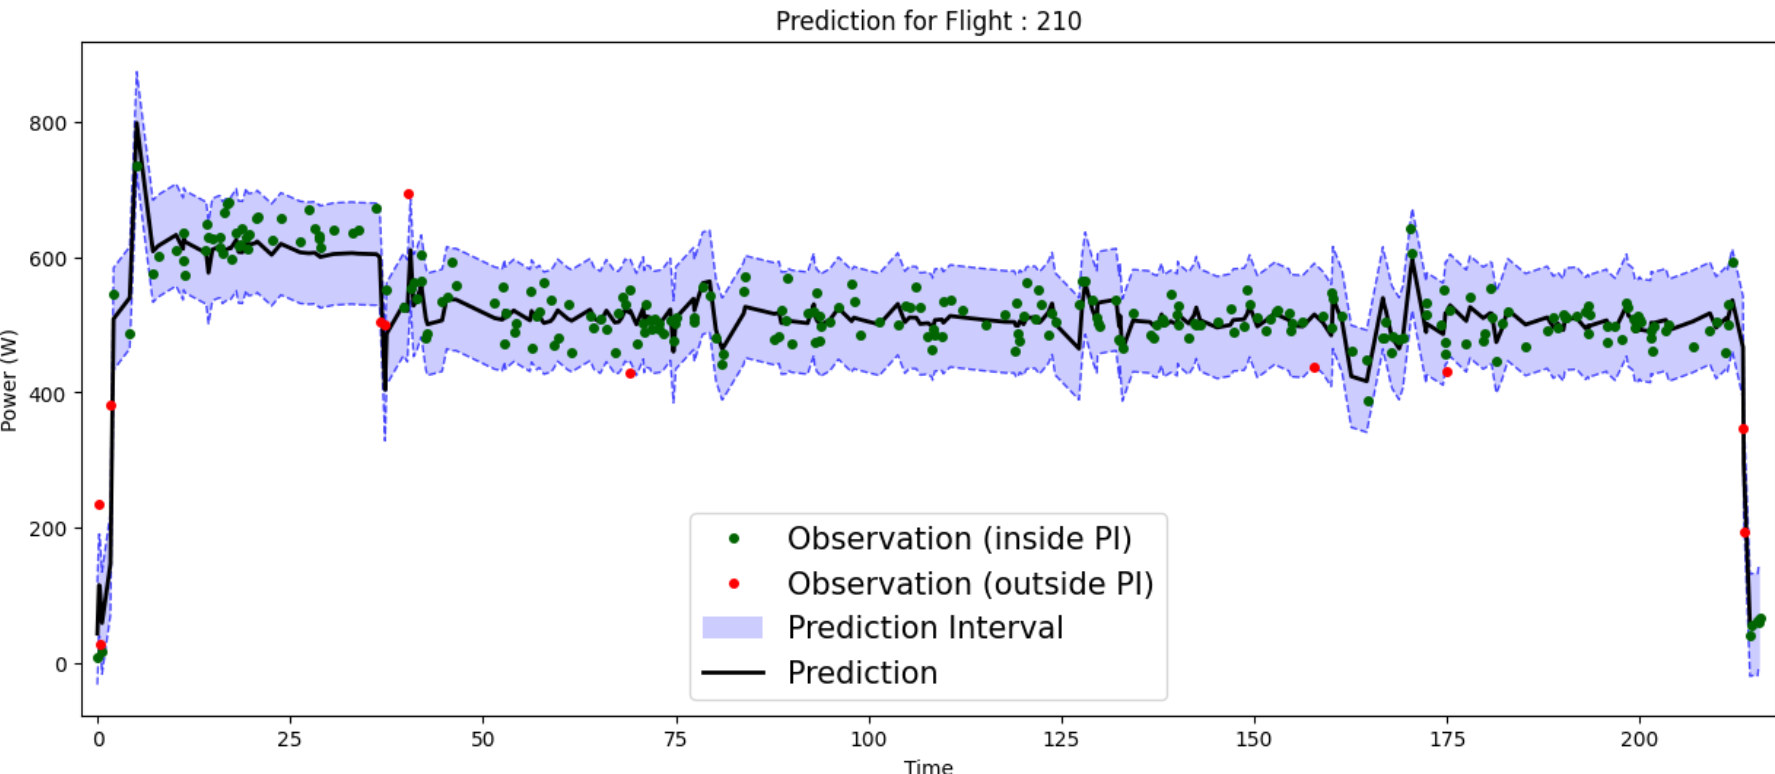 Prediction for Flight : 210
Power (W)
800
600
400
200
0
Observation (inside PI)
Observation (outside PI)
Prediction Interval
Prediction
0 25 50 75 100 125 150 175 200
Time